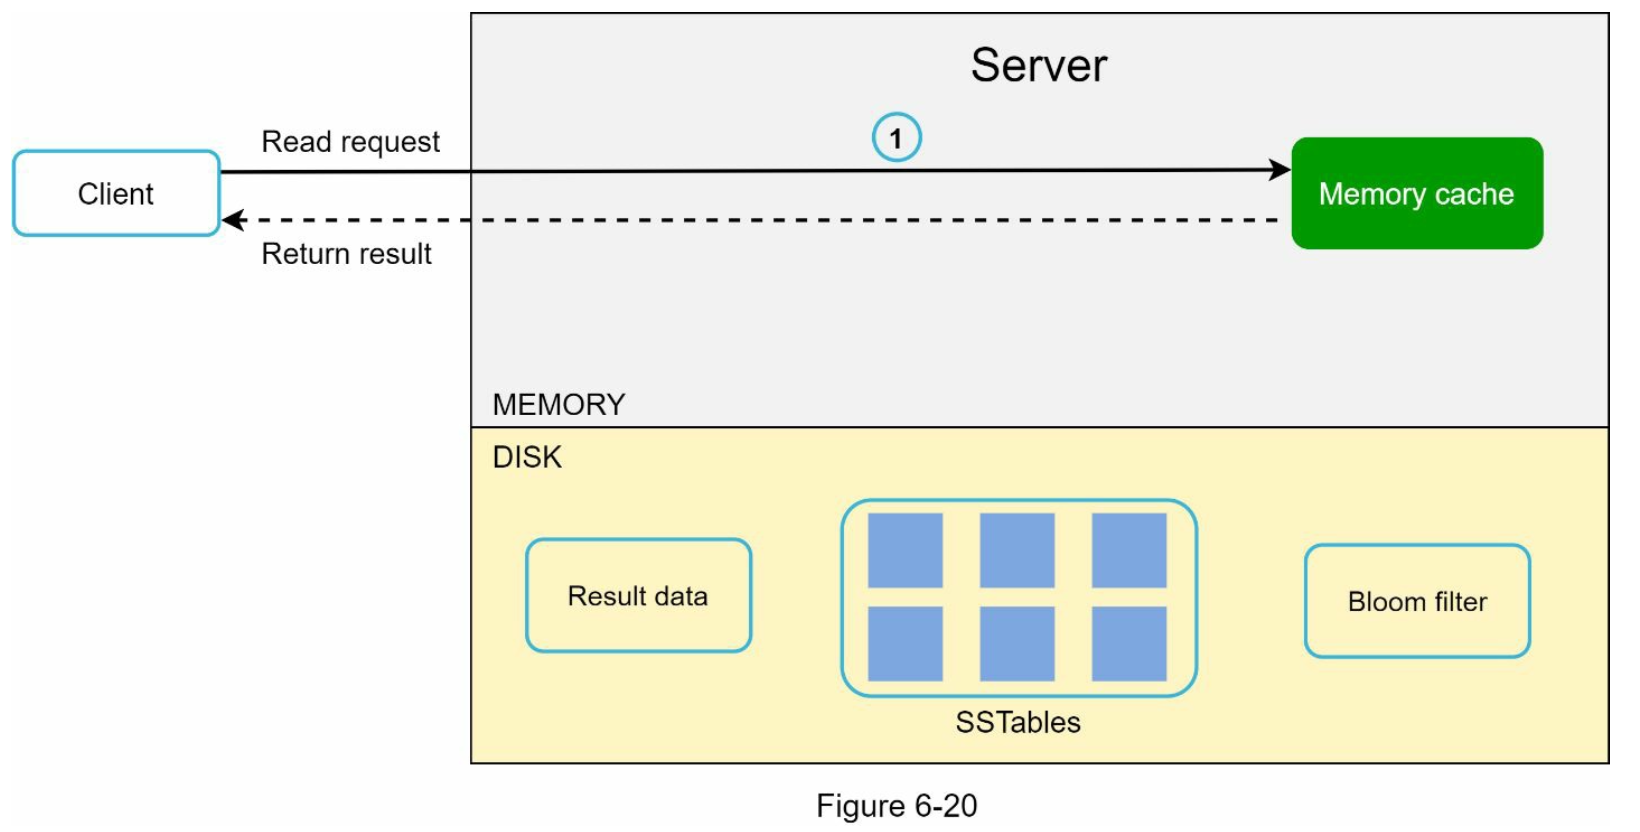 Server
Read request
1
Client
Memory cache
Return result
MEMORY
DISK
Result data
Bloom filter
SSTables
Figure 6-20